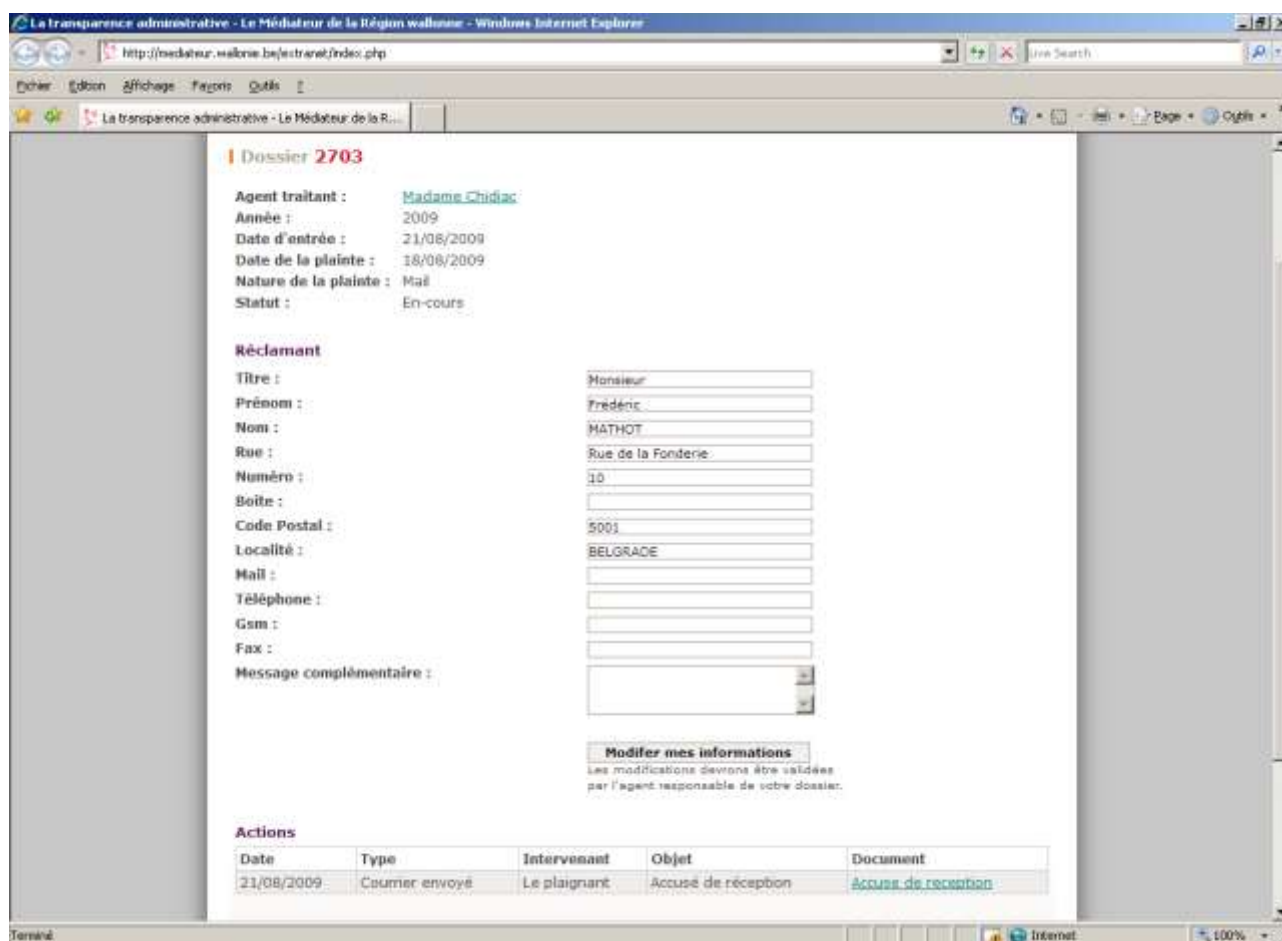 La transparence administrative - Le Médiateur de la Région wallonne - Windows Internet Explorer
http://mediateur.wallonie.be/extranet/index.php
Live Search
Fichier Edition Affichage Favoris Outils ?
La transparence administrative - Le Médiateur de la R...
Page Outils
Dossier 2703
Agent traitant : Madame Chidiac
Année : 2009
Date d'entrée : 21/08/2009
Date de la plainte : 18/08/2009
Nature de la plainte : Mail
Statut : En-cours
Réclamant
Titre : Monsieur
Prénom : Frédéric
Nom : MATHOT
Rue : Rue de la Fonderie
Numéro : 10
Boîte :
Code Postal : 5001
Localité : BELGRADE
Mail :
Téléphone :
Gsm :
Fax :
Message complémentaire :
Modifer mes informations
Les modifications devrons être validées
par l'agent responsable de votre dossier.
Actions
Date Type Intervenant Objet Document
21/08/2009 Courrier envoyé Le plaignant Accusé de réception Accuse de reception
Terminé Internet 100%